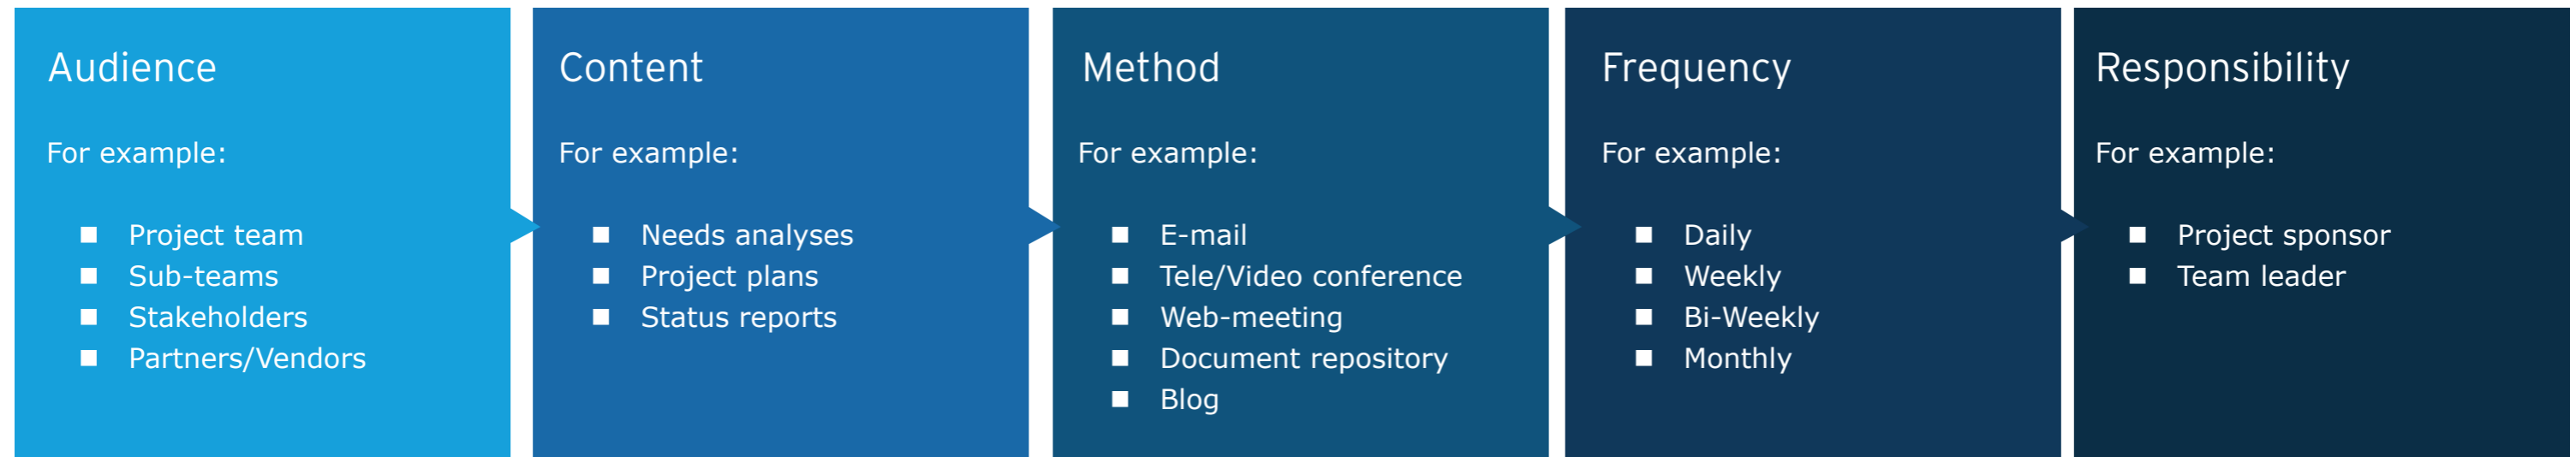 Audience
For example:
■ Project team
■ Sub-teams
■ Stakeholders
■ Partners/Vendors
Content
For example:
■ Needs analyses
■ Project plans
■ Status reports
Method
For example:
■ E-mail
■ Tele/Video conference
■ Web-meeting
■ Document repository
■ Blog
Frequency
For example:
■ Daily
■ Weekly
■ Bi-Weekly
■ Monthly
Responsibility
For example:
■ Project sponsor
■ Team leader